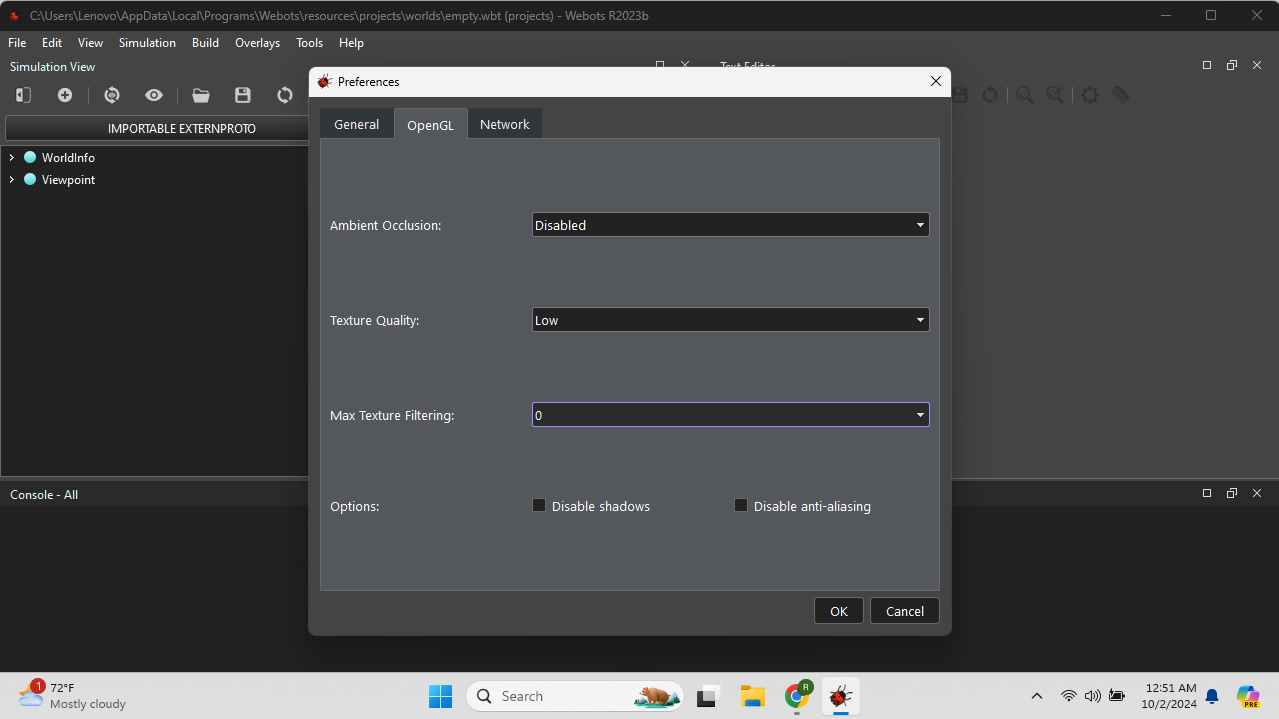 C:\Users\Lenovo\AppData\Local\Programs\Webots\resources\projects\worlds\empty.wbt (projects) - Webots R2023b
File Edit View Simulation Build Overlays Tools Help
Simulation View
Text Editor
IMPORTABLE EXTERNPROTO
WorldInfo
Viewpoint
Preferences
General OpenGL Network
Ambient Occlusion: Disabled
Texture Quality: Low
Max Texture Filtering: 0
Options: Disable shadows Disable anti-aliasing
OK Cancel
Console - All
1
72°F
Mostly cloudy
Search
R
12:51 AM
10/2/2024
PRE